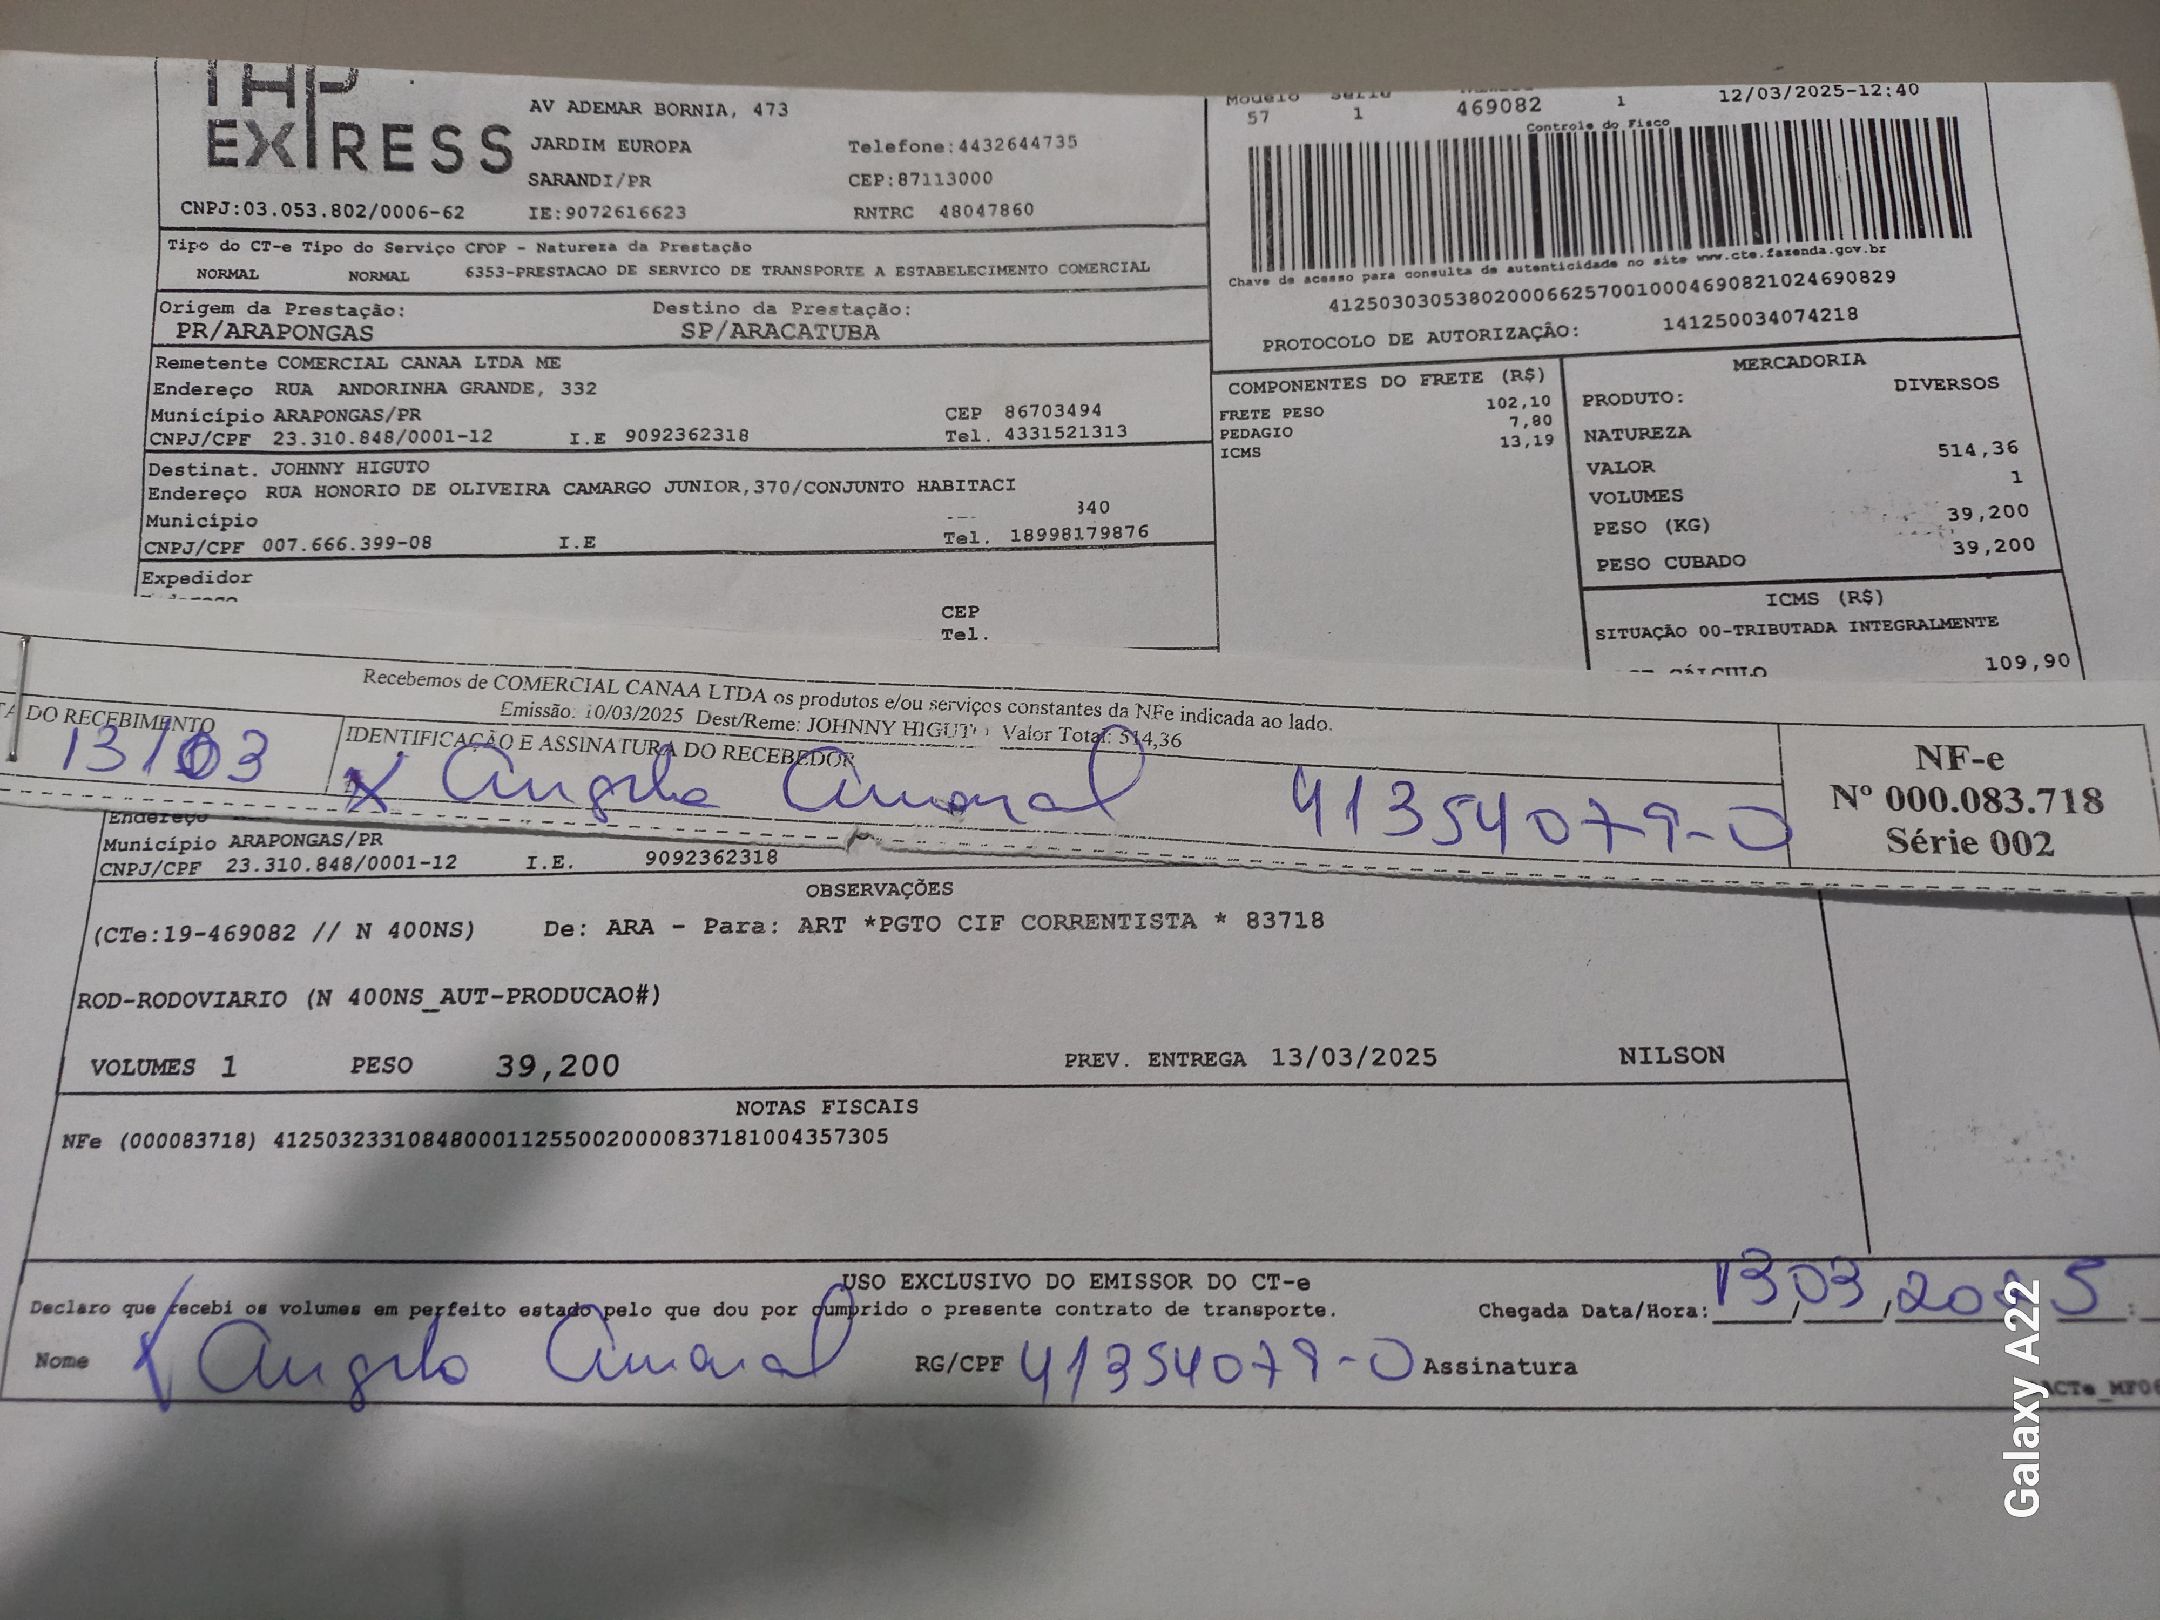 THP
EXPRESS
AV ADEMAR BORNIA, 473
JARDIM EUROPA Telefone:4432644735
SARANDI/PR CEP:87113000
CNPJ:03.053.802/0006-62 IE:9072616623 RNTRC 48047860
Modelo Serie
57 1 469082 1 12/03/2025-12:40
Controle do Fisco
Chave de acesso para consulta de autenticidade no site www.cte.fazenda.gov.br
41250303053802000662570010004690821024690829
PROTOCOLO DE AUTORIZAÇÃO: 141250034074218
Tipo do CT-e Tipo do Serviço CFOP - Natureza da Prestação
NORMAL NORMAL 6353-PRESTACAO DE SERVICO DE TRANSPORTE A ESTABELECIMENTO COMERCIAL
Origem da Prestação: Destino da Prestação:
PR/ARAPONGAS SP/ARACATUBA
Remetente COMERCIAL CANAA LTDA ME
Endereço RUA ANDORINHA GRANDE, 332
Município ARAPONGAS/PR CEP 86703494
CNPJ/CPF 23.310.848/0001-12 I.E 9092362318 Tel. 4331521313
Destinat. JOHNNY HIGUTO
Endereço RUA HONORIO DE OLIVEIRA CAMARGO JUNIOR,370/CONJUNTO HABITACI
Município 340
CNPJ/CPF 007.666.399-08 I.E Tel. 18998179876
Expedidor
CEP
Tel.
COMPONENTES DO FRETE (R$)
FRETE PESO 102,10
PEDAGIO 7,80
ICMS 13,19
MERCADORIA
PRODUTO: DIVERSOS
NATUREZA
VALOR 514,36
VOLUMES 1
PESO (KG) 39,200
PESO CUBADO 39,200
ICMS (R$)
SITUAÇÃO 00-TRIBUTADA INTEGRALMENTE
109,90
Recebemos de COMERCIAL CANAA LTDA os produtos e/ou serviços constantes da NFe indicada ao lado.
Emissão: 10/03/2025 Dest/Reme: JOHNNY HIGUTO Valor Total: 514,36
DO RECEBIMENTO IDENTIFICAÇÃO E ASSINATURA DO RECEBEDOR
13/03 X Angela Amaral 41354079-0
NF-e
Nº 000.083.718
Série 002
Endereço
Município ARAPONGAS/PR
CNPJ/CPF 23.310.848/0001-12 I.E. 9092362318
OBSERVAÇÕES
(CTe:19-469082 // N 400NS) De: ARA - Para: ART *PGTO CIF CORRENTISTA * 83718
ROD-RODOVIARIO (N 400NS_AUT-PRODUCAO#)
VOLUMES 1 PESO 39,200 PREV. ENTREGA 13/03/2025 NILSON
NOTAS FISCAIS
NFe (000083718) 41250323310848000112550020000837181004357305
USO EXCLUSIVO DO EMISSOR DO CT-e
Declaro que recebi os volumes em perfeito estado pelo que dou por cumprido o presente contrato de transporte. Chegada Data/Hora: 13/03/2025 :
Nome X Angela Amaral RG/CPF 41354079-0 Assinatura
Galaxy A22